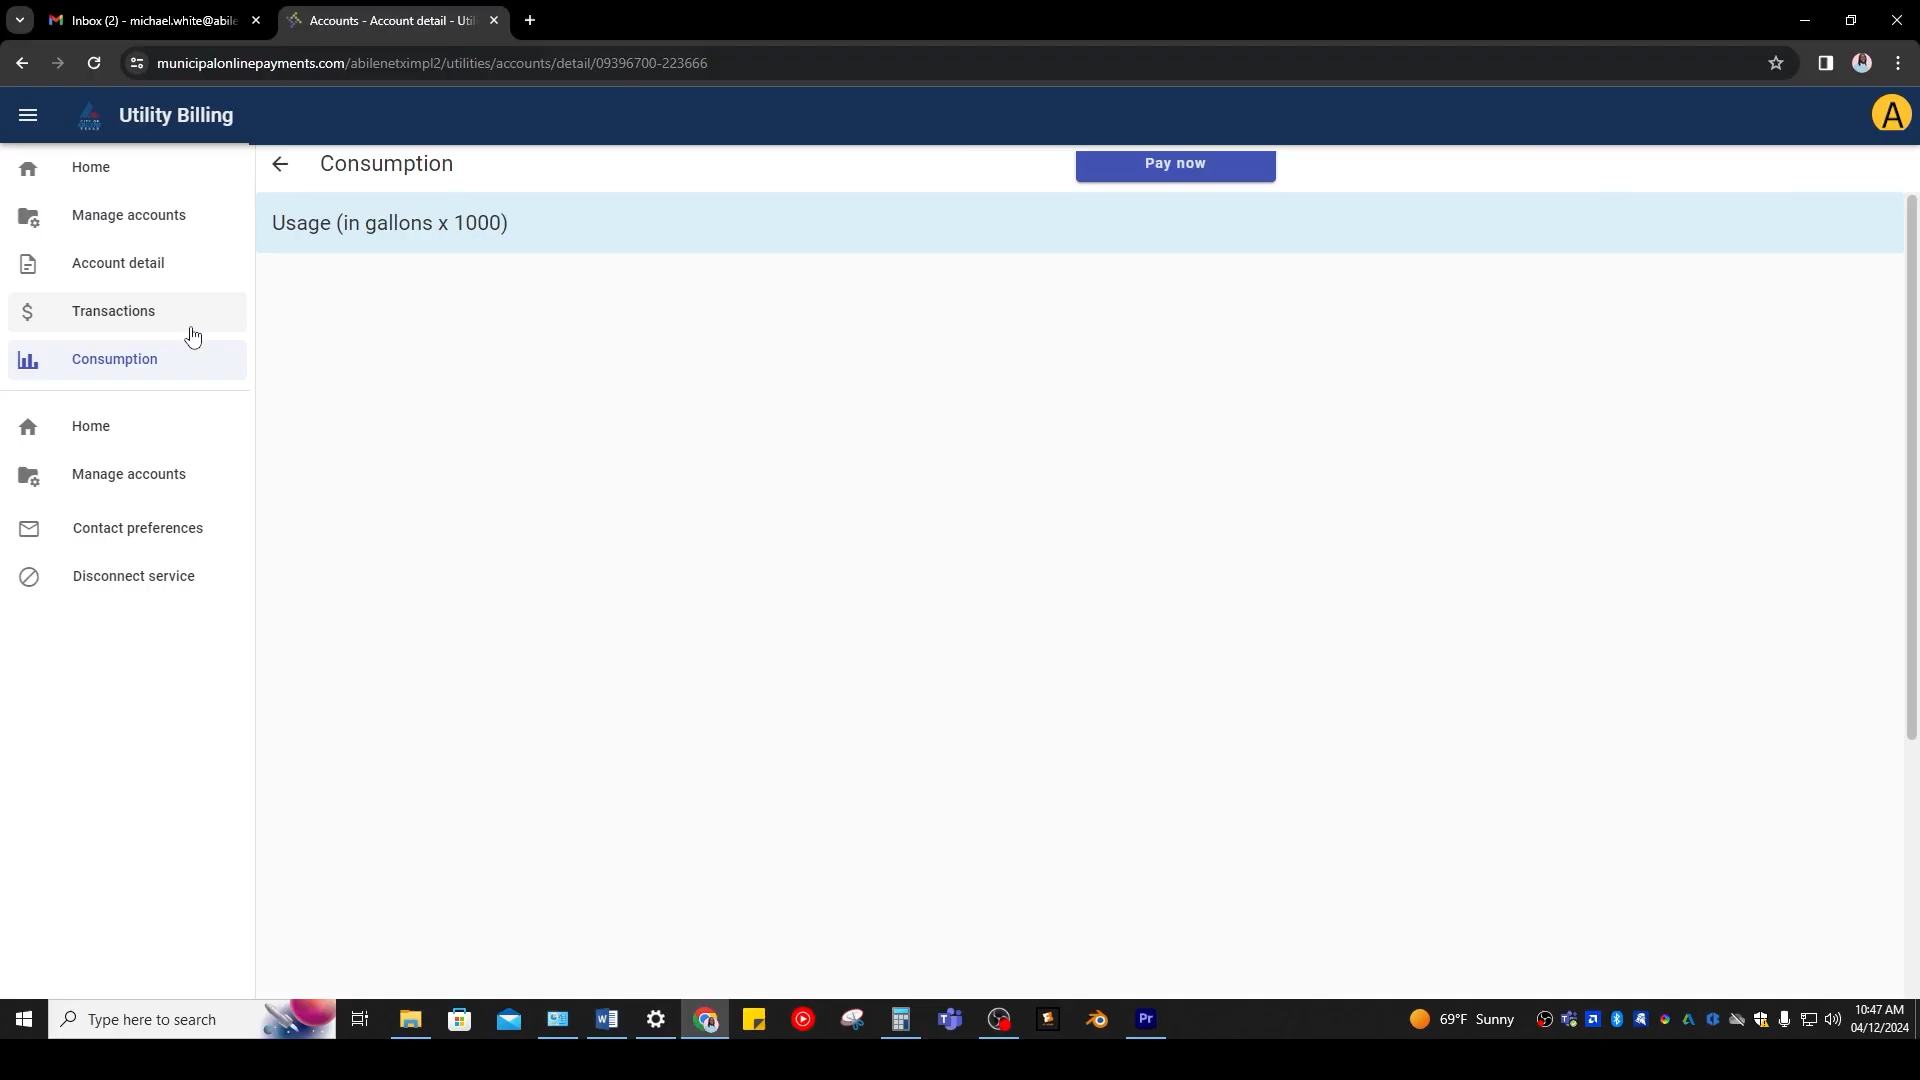 Inbox (2) - michael.white@abile
Accounts - Account detail - Util
municipalonlinepayments.com/abilenetximpl2/utilities/accounts/detail/09396700-223666
Utility Billing
A
Home
Manage accounts
Account detail
Transactions
Consumption
Home
Manage accounts
Contact preferences
Disconnect service
Consumption
Pay now
Usage (in gallons x 1000)
Type here to search
Pr
69°F Sunny
10:47 AM
04/12/2024